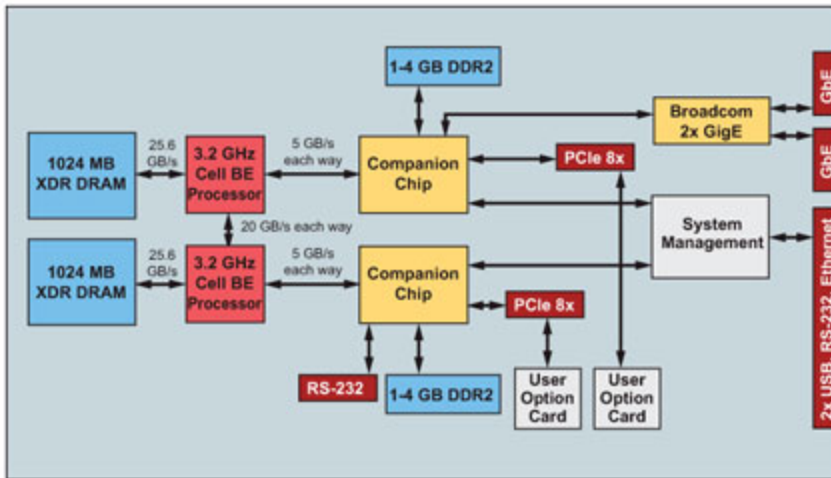 1-4 GB DDR2
GbE
Broadcom
2x GigE
GbE
25.6
GB/s
5 GB/s
each way
1024 MB
XDR DRAM
3.2 GHz
Cell BE
Processor
Companion
Chip
PCIe 8x
20 GB/s each way
System
Management
25.6
GB/s
5 GB/s
each way
1024 MB
XDR DRAM
3.2 GHz
Cell BE
Processor
Companion
Chip
PCIe 8x
2x USB, RS-232, Ethernet
RS-232
1-4 GB DDR2
User
Option
Card
User
Option
Card